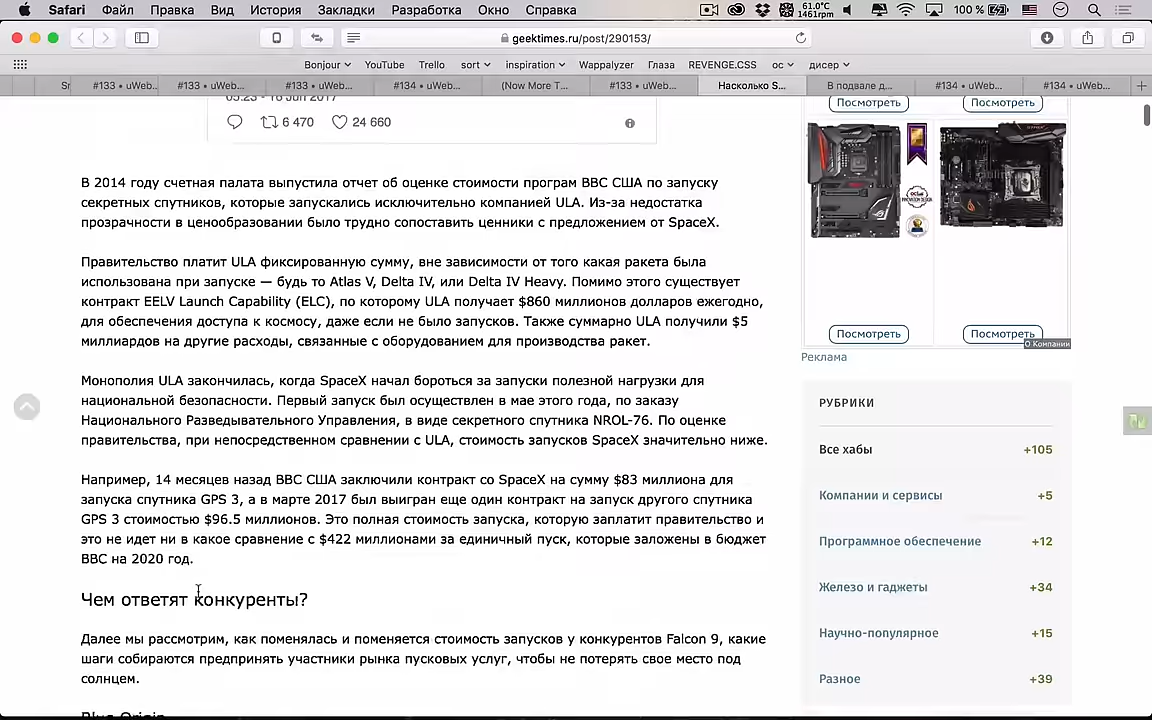 Safari Файл Правка Вид История Закладки Разработка Окно Справка 61.0°C 1461rpm 100 %
geektimes.ru/post/290153/
Bonjour YouTube Trello sort inspiration Wappalyzer Глаза REVENGE.CSS ос дисер
#133 • uWeb... #133 • uWeb... #133 • uWeb... #134 • uWeb... (Now More T... #133 • uWeb... Насколько S... В подвале д... #134 • uWeb... #134 • uWeb...
05:23 - 16 Jun 2017
6 470 24 660
В 2014 году счетная палата выпустила отчет об оценке стоимости програм ВВС США по запуску
секретных спутников, которые запускались исключительно компанией ULA. Из-за недостатка
прозрачности в ценообразовании было трудно сопоставить ценники с предложением от SpaceX.
Правительство платит ULA фиксированную сумму, вне зависимости от того какая ракета была
использована при запуске — будь то Atlas V, Delta IV, или Delta IV Heavy. Помимо этого существует
контракт EELV Launch Capability (ELC), по которому ULA получает $860 миллионов долларов ежегодно,
для обеспечения доступа к космосу, даже если не было запусков. Также суммарно ULA получили $5
миллиардов на другие расходы, связанные с оборудованием для производства ракет.
Монополия ULA закончилась, когда SpaceX начал бороться за запуски полезной нагрузки для
национальной безопасности. Первый запуск был осуществлен в мае этого года, по заказу
Национального Разведывательного Управления, в виде секретного спутника NROL-76. По оценке
правительства, при непосредственном сравнении с ULA, стоимость запусков SpaceX значительно ниже.
Например, 14 месяцев назад ВВС США заключили контракт со SpaceX на сумму $83 миллиона для
запуска спутника GPS 3, а в марте 2017 был выигран еще один контракт на запуск другого спутника
GPS 3 стоимостью $96.5 миллионов. Это полная стоимость запуска, которую заплатит правительство и
это не идет ни в какое сравнение с $422 миллионами за единичный пуск, которые заложены в бюджет
ВВС на 2020 год.
Чем ответят конкуренты?
Далее мы рассмотрим, как поменялась и поменяется стоимость запусков у конкурентов Falcon 9, какие
шаги собираются предпринять участники рынка пусковых услуг, чтобы не потерять свое место под
солнцем.
Blue Origin
Посмотреть Посмотреть
Посмотреть Посмотреть
О Компании
Реклама
РУБРИКИ
Все хабы +105
Компании и сервисы +5
Программное обеспечение +12
Железо и гаджеты +34
Научно-популярное +15
Разное +39